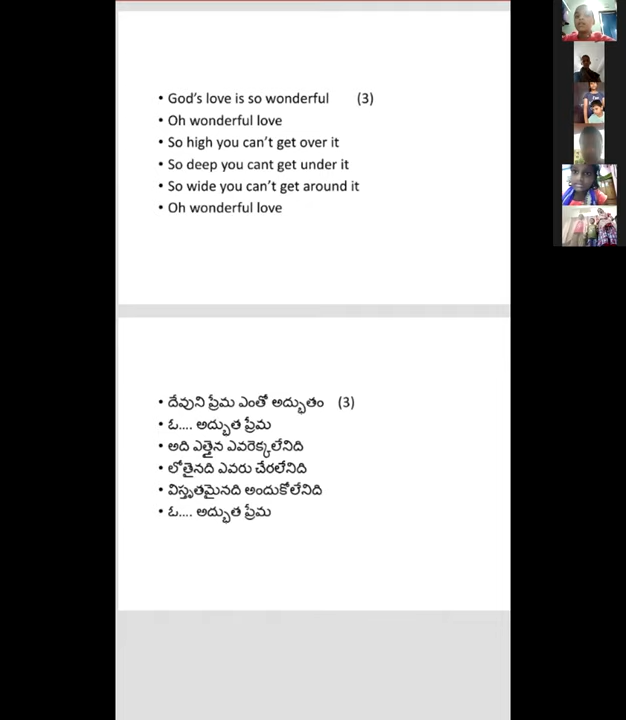 • God's love is so wonderful (3)
• Oh wonderful love
• So high you can't get over it
• So deep you cant get under it
• So wide you can't get around it
• Oh wonderful love
• దేవుని ప్రేమ ఎంతో అద్భుతం (3)
• ఓ.... అద్భుత ప్రేమ
• అది ఎత్తైన ఎవరెక్కలేనిది
• లోతైనది ఎవరు చేరలేనిది
• విస్తృతమైనది అందుకోలేనిది
• ఓ.... అద్భుత ప్రేమ